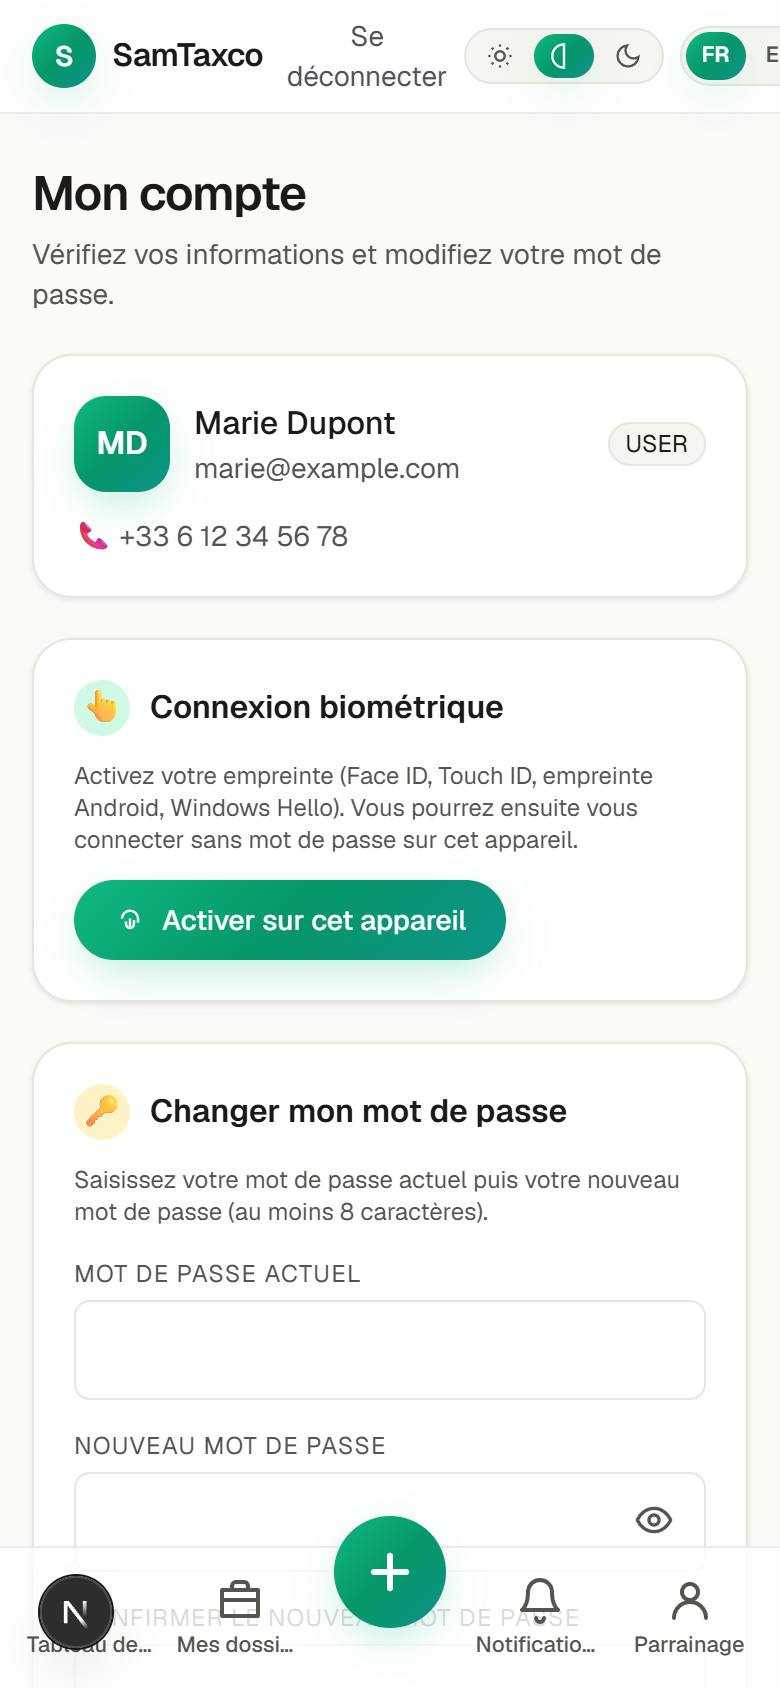 S SamTaxco Se déconnecter FR E
Mon compte
Vérifiez vos informations et modifiez votre mot de
passe.
MD Marie Dupont USER
marie@example.com
+33 6 12 34 56 78
Connexion biométrique
Activez votre empreinte (Face ID, Touch ID, empreinte
Android, Windows Hello). Vous pourrez ensuite vous
connecter sans mot de passe sur cet appareil.
Activer sur cet appareil
Changer mon mot de passe
Saisissez votre mot de passe actuel puis votre nouveau
mot de passe (au moins 8 caractères).
MOT DE PASSE ACTUEL
NOUVEAU MOT DE PASSE
N
Mes dossi... Notificatio... Parrainage